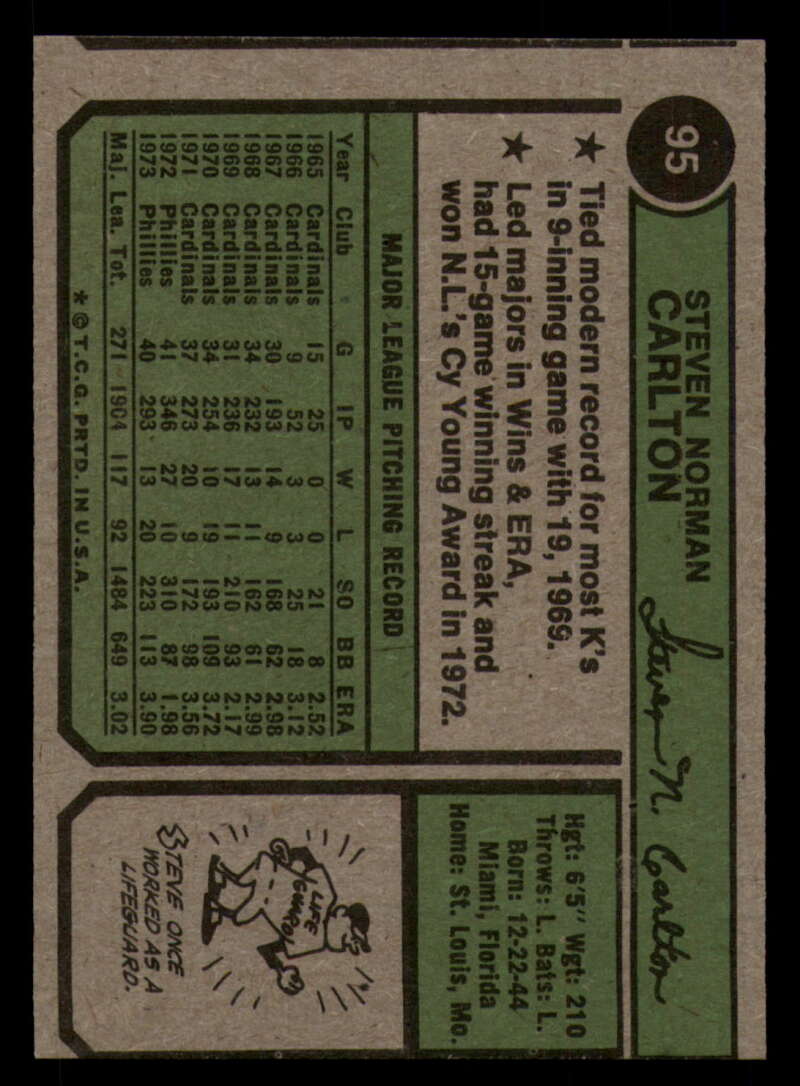 95
STEVEN NORMAN
CARLTON
Steven N. Carlton
★ Tied modern record for most K's
in 9-inning game with 19, 1969.
★ Led majors in Wins & ERA,
had 15-game winning streak and
won N.L.'s Cy Young Award in 1972.
Hgt: 6'5" Wgt: 210
Throws: L. Bats: L.
Born: 12-22-44
Miami, Florida
Home: St. Louis, Mo.
MAJOR LEAGUE PITCHING RECORD
Year Club G IP W L SO BB ERA
1965 Cardinals 15 25 0 0 21 8 2.52
1966 Cardinals 9 52 3 3 25 18 3.12
1967 Cardinals 30 193 14 9 168 62 2.98
1968 Cardinals 34 232 13 11 162 61 2.99
1969 Cardinals 31 236 17 11 210 93 2.17
1970 Cardinals 34 254 10 19 193 109 3.72
1971 Cardinals 37 273 20 9 172 98 3.56
1972 Phillies 41 346 27 10 310 87 1.98
1973 Phillies 40 293 13 20 223 113 3.90
Maj. Lea. Tot. 271 1904 117 92 1484 649 3.02
* © T.C.G. PRTD. IN U.S.A.
LIFE
GUARD
STEVE ONCE
WORKED AS A
LIFEGUARD.